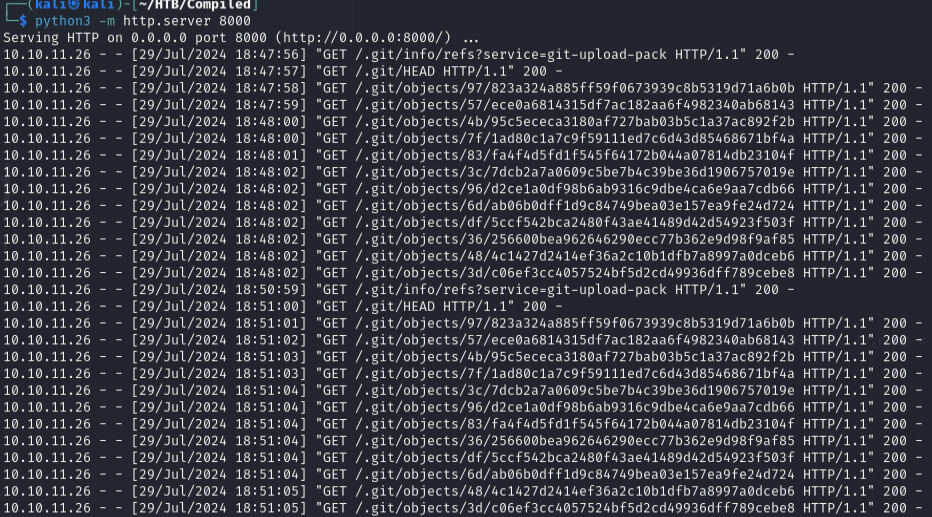 ┌──(kali㉿kali)-[~/HTB/Compiled]
└─$ python3 -m http.server 8000
Serving HTTP on 0.0.0.0 port 8000 (http://0.0.0.0:8000/) ...
10.10.11.26 - - [29/Jul/2024 18:47:56] "GET /.git/info/refs?service=git-upload-pack HTTP/1.1" 200 -
10.10.11.26 - - [29/Jul/2024 18:47:57] "GET /.git/HEAD HTTP/1.1" 200 -
10.10.11.26 - - [29/Jul/2024 18:47:58] "GET /.git/objects/97/823a324a885ff59f0673939c8b5319d71a6b0b HTTP/1.1" 200 -
10.10.11.26 - - [29/Jul/2024 18:47:59] "GET /.git/objects/57/ece0a6814315df7ac182aa6f4982340ab68143 HTTP/1.1" 200 -
10.10.11.26 - - [29/Jul/2024 18:48:00] "GET /.git/objects/4b/95c5ececa3180af727bab03b5c1a37ac892f2b HTTP/1.1" 200 -
10.10.11.26 - - [29/Jul/2024 18:48:00] "GET /.git/objects/7f/1ad80c1a7c9f59111ed7c6d43d85468671bf4a HTTP/1.1" 200 -
10.10.11.26 - - [29/Jul/2024 18:48:01] "GET /.git/objects/83/fa4f4d5fd1f545f64172b044a07814db23104f HTTP/1.1" 200 -
10.10.11.26 - - [29/Jul/2024 18:48:02] "GET /.git/objects/3c/7dcb2a7a0609c5be7b4c39be36d1906757019e HTTP/1.1" 200 -
10.10.11.26 - - [29/Jul/2024 18:48:02] "GET /.git/objects/96/d2ce1a0df98b6ab9316c9dbe4ca6e9aa7cdb66 HTTP/1.1" 200 -
10.10.11.26 - - [29/Jul/2024 18:48:02] "GET /.git/objects/6d/ab06b0dff1d9c84749bea03e157ea9fe24d724 HTTP/1.1" 200 -
10.10.11.26 - - [29/Jul/2024 18:48:02] "GET /.git/objects/df/5ccf542bca2480f43ae41489d42d54923f503f HTTP/1.1" 200 -
10.10.11.26 - - [29/Jul/2024 18:48:02] "GET /.git/objects/36/256600bea962646290ecc77b362e9d98f9af85 HTTP/1.1" 200 -
10.10.11.26 - - [29/Jul/2024 18:48:02] "GET /.git/objects/48/4c1427d2414ef36a2c10b1dfb7a8997a0dceb6 HTTP/1.1" 200 -
10.10.11.26 - - [29/Jul/2024 18:48:02] "GET /.git/objects/3d/c06ef3cc4057524bf5d2cd49936dff789cebe8 HTTP/1.1" 200 -
10.10.11.26 - - [29/Jul/2024 18:50:59] "GET /.git/info/refs?service=git-upload-pack HTTP/1.1" 200 -
10.10.11.26 - - [29/Jul/2024 18:51:00] "GET /.git/HEAD HTTP/1.1" 200 -
10.10.11.26 - - [29/Jul/2024 18:51:01] "GET /.git/objects/97/823a324a885ff59f0673939c8b5319d71a6b0b HTTP/1.1" 200 -
10.10.11.26 - - [29/Jul/2024 18:51:02] "GET /.git/objects/57/ece0a6814315df7ac182aa6f4982340ab68143 HTTP/1.1" 200 -
10.10.11.26 - - [29/Jul/2024 18:51:03] "GET /.git/objects/4b/95c5ececa3180af727bab03b5c1a37ac892f2b HTTP/1.1" 200 -
10.10.11.26 - - [29/Jul/2024 18:51:03] "GET /.git/objects/7f/1ad80c1a7c9f59111ed7c6d43d85468671bf4a HTTP/1.1" 200 -
10.10.11.26 - - [29/Jul/2024 18:51:04] "GET /.git/objects/3c/7dcb2a7a0609c5be7b4c39be36d1906757019e HTTP/1.1" 200 -
10.10.11.26 - - [29/Jul/2024 18:51:04] "GET /.git/objects/96/d2ce1a0df98b6ab9316c9dbe4ca6e9aa7cdb66 HTTP/1.1" 200 -
10.10.11.26 - - [29/Jul/2024 18:51:04] "GET /.git/objects/83/fa4f4d5fd1f545f64172b044a07814db23104f HTTP/1.1" 200 -
10.10.11.26 - - [29/Jul/2024 18:51:04] "GET /.git/objects/36/256600bea962646290ecc77b362e9d98f9af85 HTTP/1.1" 200 -
10.10.11.26 - - [29/Jul/2024 18:51:04] "GET /.git/objects/df/5ccf542bca2480f43ae41489d42d54923f503f HTTP/1.1" 200 -
10.10.11.26 - - [29/Jul/2024 18:51:04] "GET /.git/objects/6d/ab06b0dff1d9c84749bea03e157ea9fe24d724 HTTP/1.1" 200 -
10.10.11.26 - - [29/Jul/2024 18:51:05] "GET /.git/objects/48/4c1427d2414ef36a2c10b1dfb7a8997a0dceb6 HTTP/1.1" 200 -
10.10.11.26 - - [29/Jul/2024 18:51:05] "GET /.git/objects/3d/c06ef3cc4057524bf5d2cd49936dff789cebe8 HTTP/1.1" 200 -